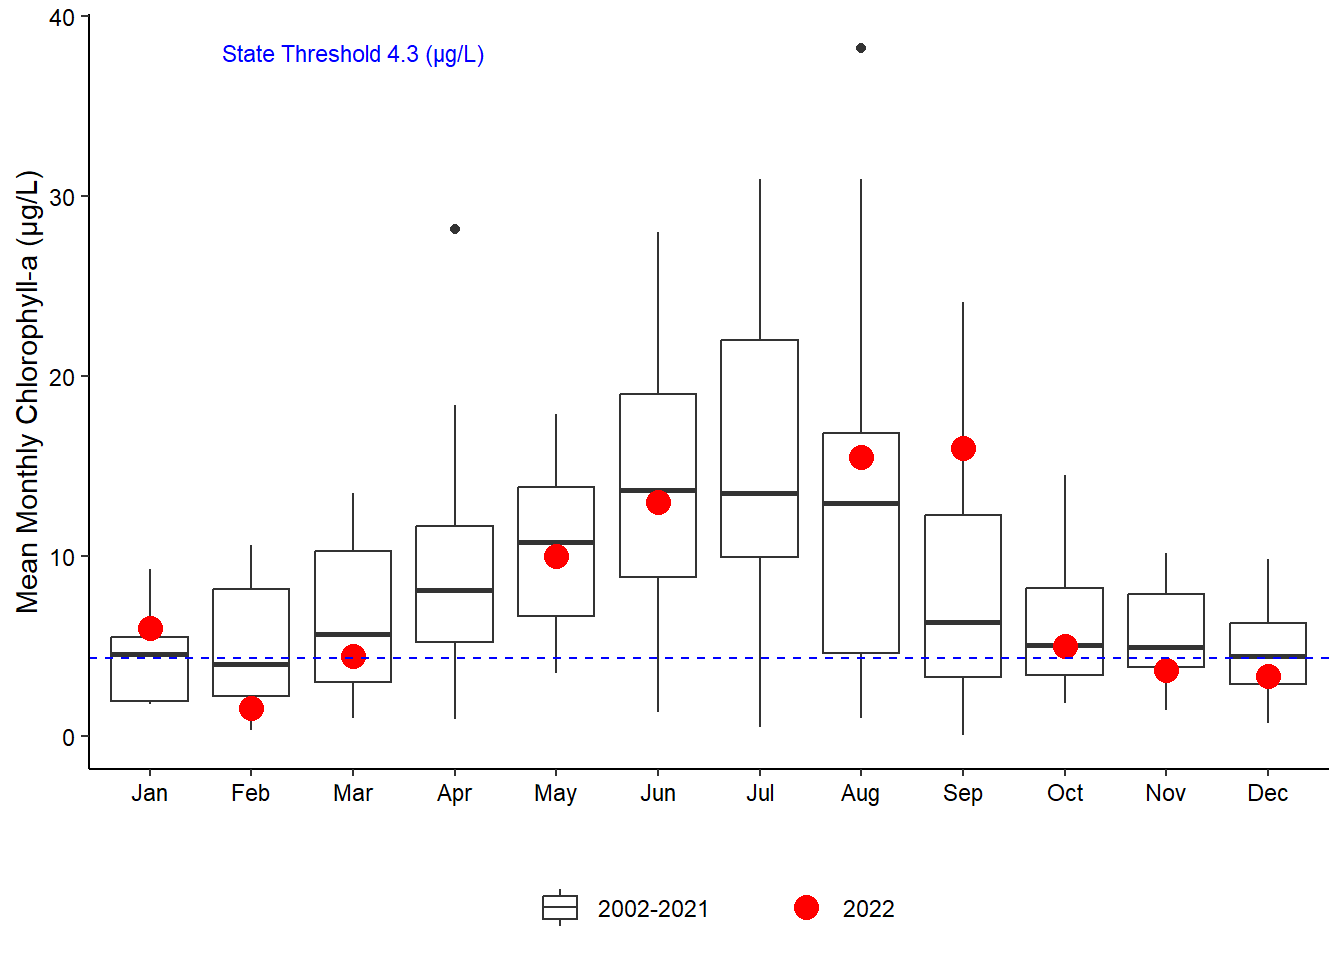 State Threshold 4.3 (µg/L)
Mean Monthly Chlorophyll-a (µg/L)
40
30
20
10
0
Jan Feb Mar Apr May Jun Jul Aug Sep Oct Nov Dec
2002-2021 2022